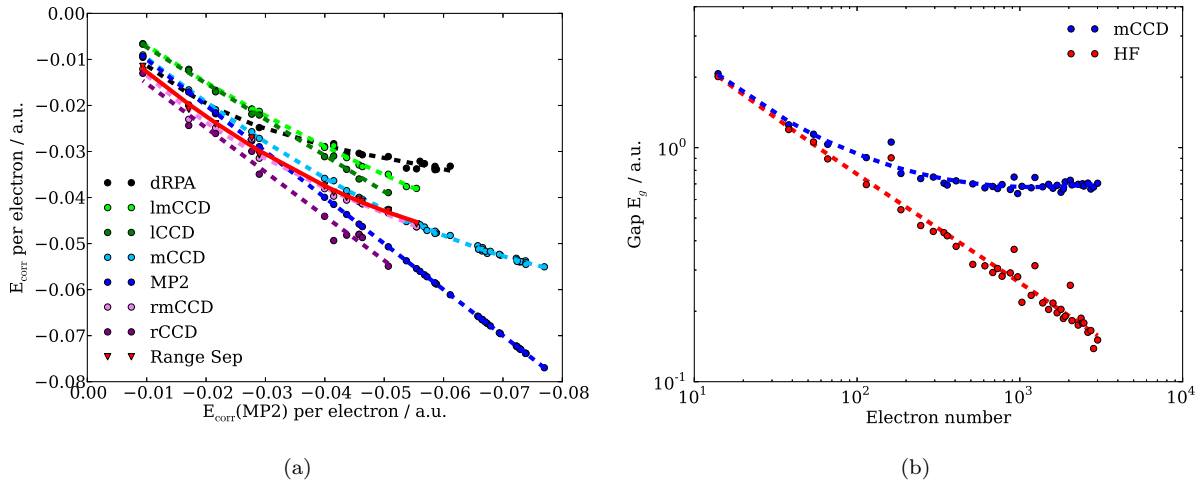 0.00
−0.01
−0.02
−0.03
−0.04
−0.05
−0.06
−0.07
−0.08
E_corr per electron / a.u.
dRPA
lmCCD
lCCD
mCCD
MP2
rmCCD
rCCD
Range Sep
0.00 −0.01 −0.02 −0.03 −0.04 −0.05 −0.06 −0.07 −0.08
E_corr(MP2) per electron / a.u.
(a)
mCCD
HF
10^0
10^-1
Gap E_g / a.u.
10^1 10^2 10^3 10^4
Electron number
(b)